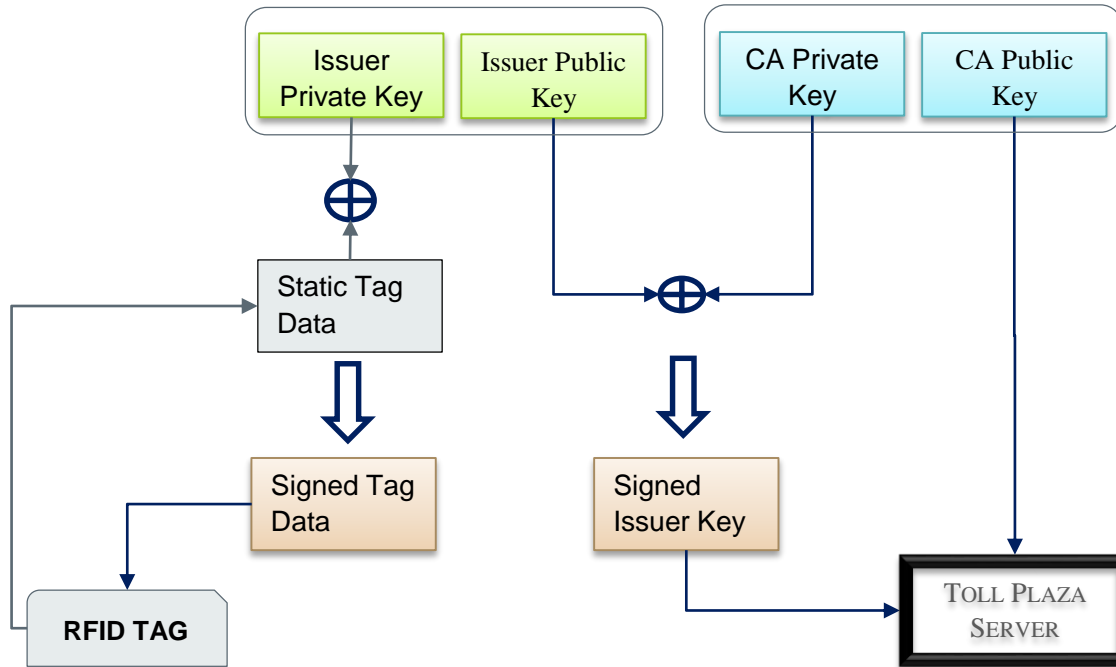 Issuer
Private Key
Issuer Public
Key
CA Private
Key
CA Public
Key
Static Tag
Data
Signed Tag
Data
Signed
Issuer Key
RFID TAG
TOLL PLAZA
SERVER